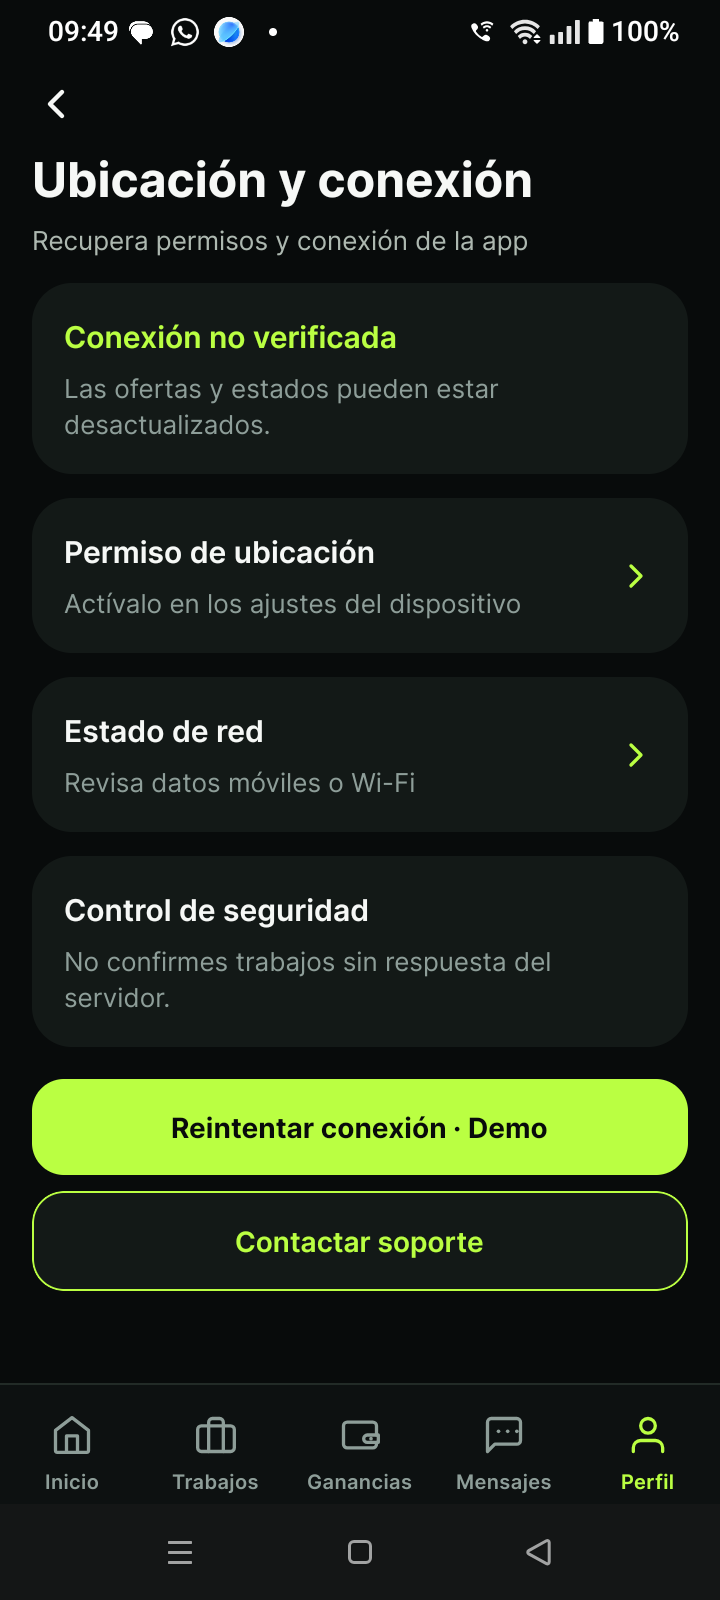 09:49
100%
Ubicación y conexión
Recupera permisos y conexión de la app
Conexión no verificada
Las ofertas y estados pueden estar
desactualizados.
Permiso de ubicación
Actívalo en los ajustes del dispositivo
Estado de red
Revisa datos móviles o Wi-Fi
Control de seguridad
No confirmes trabajos sin respuesta del
servidor.
Reintentar conexión · Demo
Contactar soporte
Inicio
Trabajos
Ganancias
Mensajes
Perfil